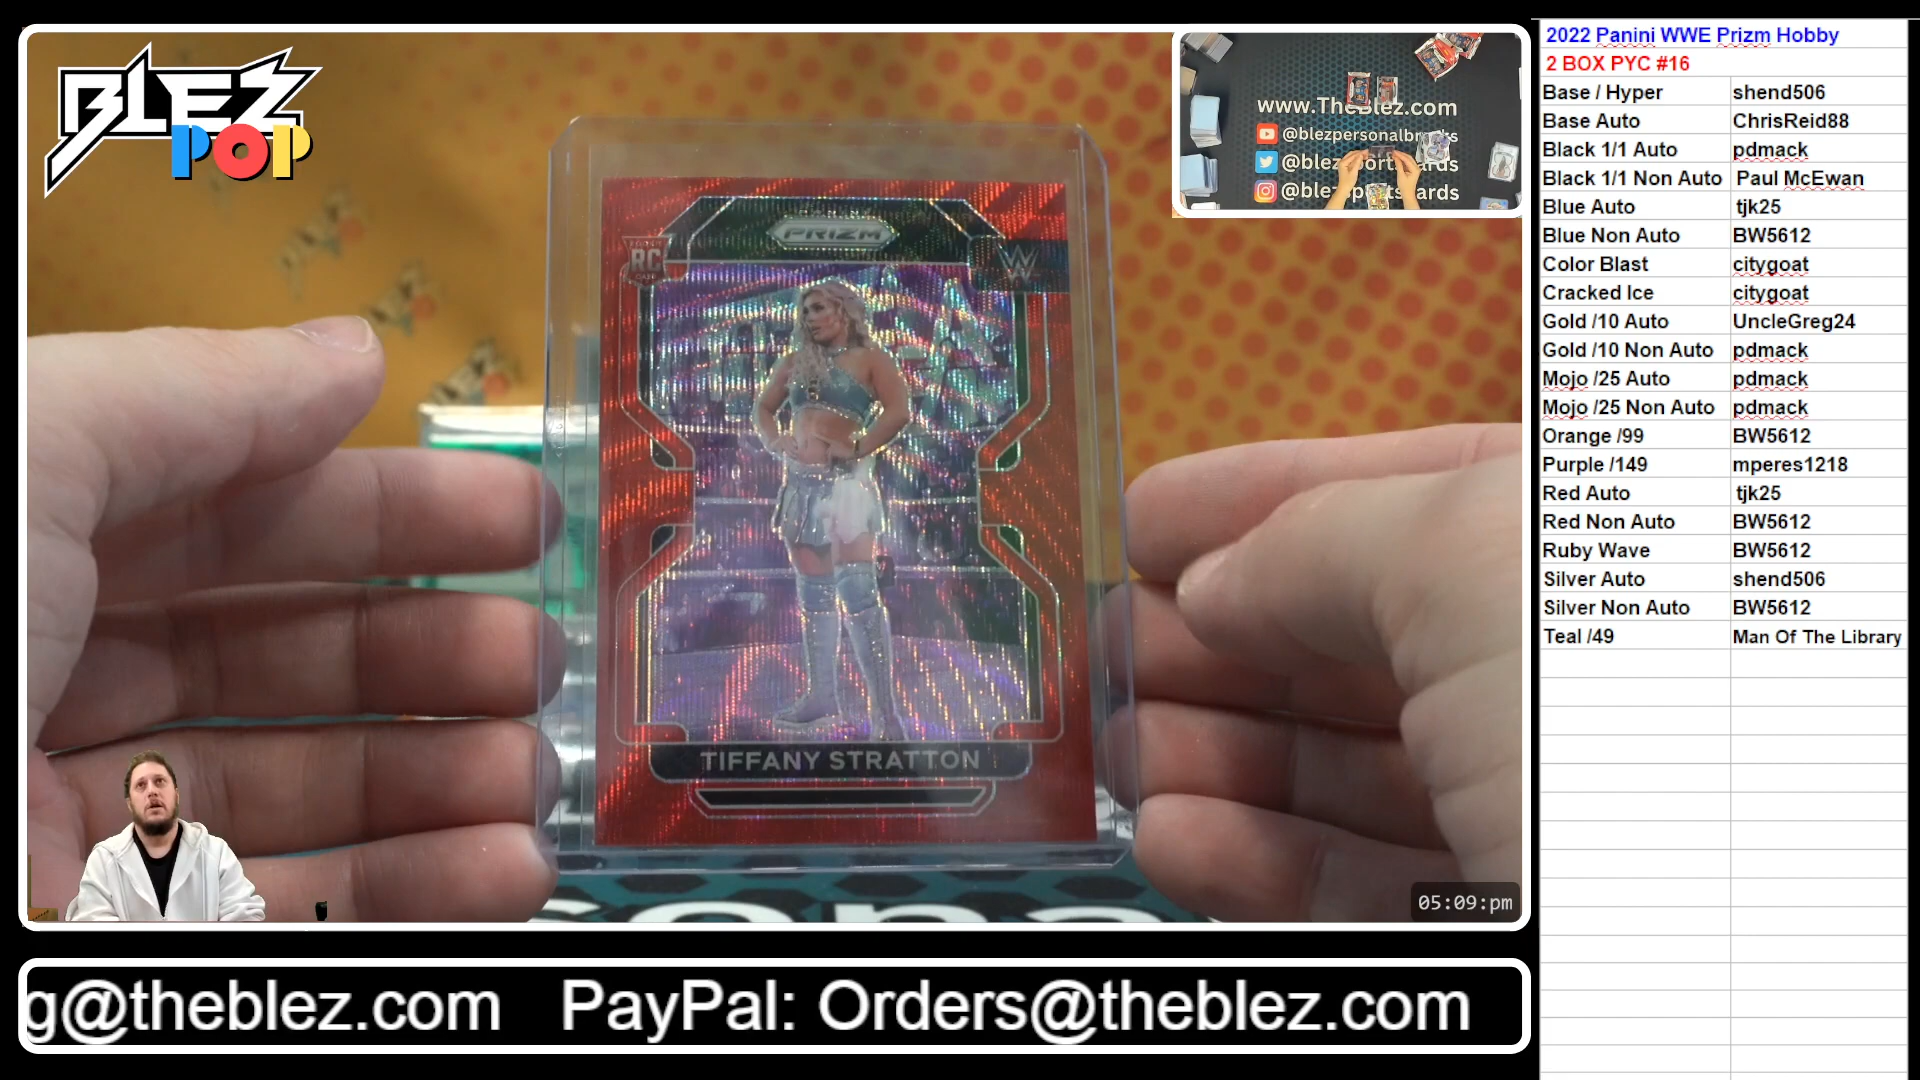 BLEZ
POP
PRIZM
RC
W
TIFFANY STRATTON
www.TheBlez.com
@blezpersonalbreaks
@blezsportscards
@blezsportscards
05:09:pm
g@theblez.com PayPal: Orders@theblez.com
2022 Panini WWE Prizm Hobby
2 BOX PYC #16
Base / Hyper shend506
Base Auto ChrisReid88
Black 1/1 Auto pdmack
Black 1/1 Non Auto Paul McEwan
Blue Auto tjk25
Blue Non Auto BW5612
Color Blast citygoat
Cracked Ice citygoat
Gold /10 Auto UncleGreg24
Gold /10 Non Auto pdmack
Mojo /25 Auto pdmack
Mojo /25 Non Auto pdmack
Orange /99 BW5612
Purple /149 mperes1218
Red Auto tjk25
Red Non Auto BW5612
Ruby Wave BW5612
Silver Auto shend506
Silver Non Auto BW5612
Teal /49 Man Of The Library